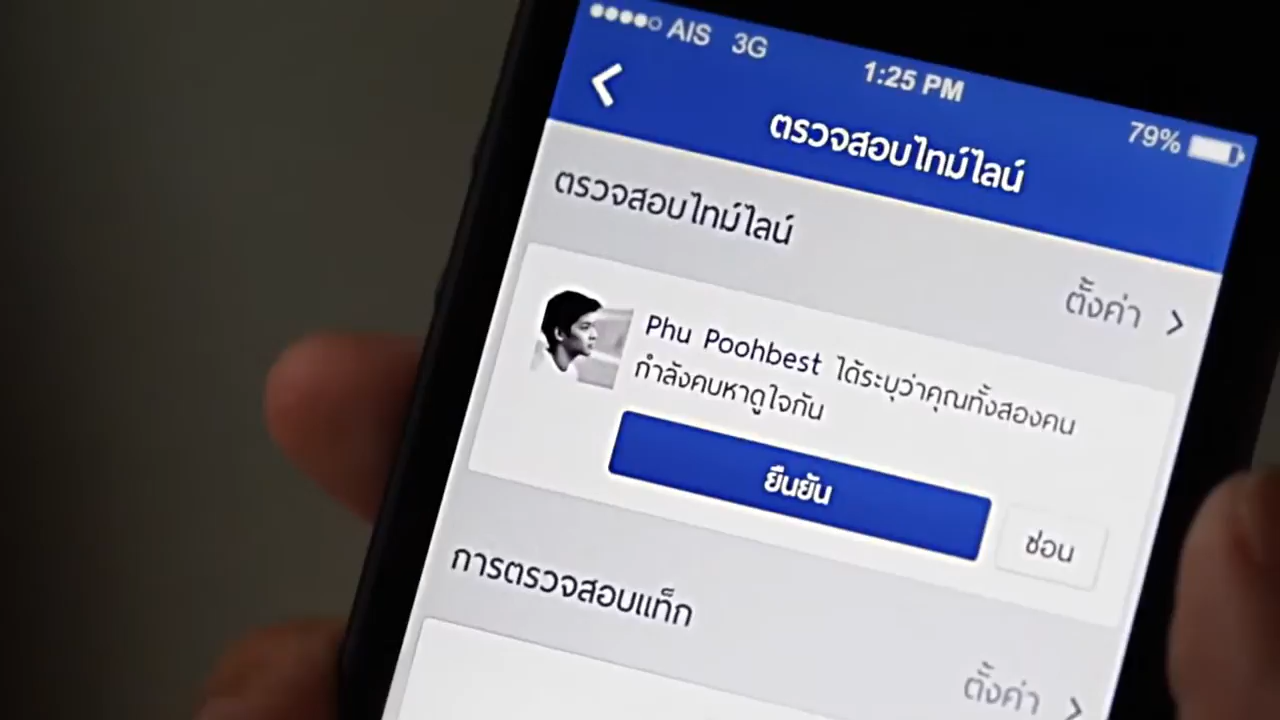 AIS 3G
1:25 PM
79%
ตรวจสอบไทม์ไลน์
ตรวจสอบไทม์ไลน์
ตั้งค่า
Phu Poohbest ได้ระบุว่าคุณทั้งสองคน
กำลังคบหาดูใจกัน
ยืนยัน
ซ่อน
การตรวจสอบแท็ก
ตั้งค่า